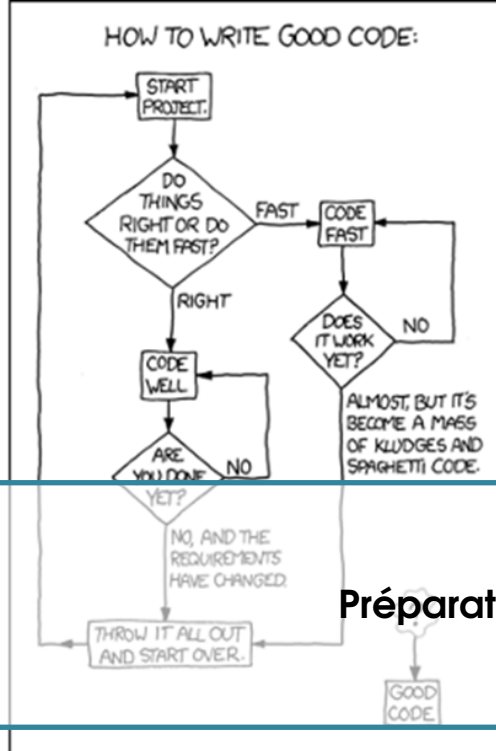 HOW TO WRITE GOOD CODE:
START
PROJECT.
DO
THINGS
RIGHT OR DO
THEM FAST?
FAST
CODE
FAST
RIGHT
DOES
IT WORK
YET?
NO
CODE
WELL
ALMOST, BUT IT'S
BECOME A MASS
OF KLUDGES AND
SPAGHETTI CODE.
ARE
YOU DONE
YET?
NO
NO, AND THE
REQUIREMENTS
HAVE CHANGED.
Préparat
THROW IT ALL OUT
AND START OVER.
?
GOOD
CODE